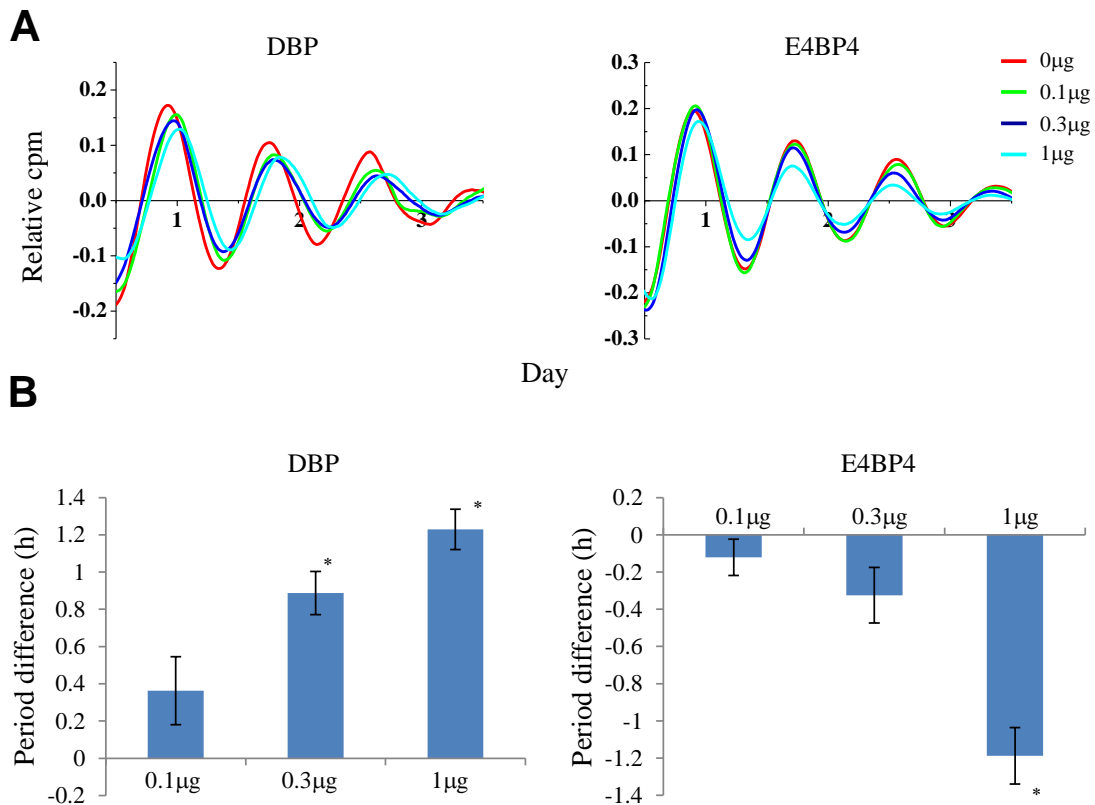 A
DBP
E4BP4
0µg
0.1µg
0.3µg
1µg
Relative cpm
0.2
0.1
0.0
-0.1
-0.2
1
2
3
0.3
0.2
0.1
0.0
-0.1
-0.2
-0.3
1
2
3
Day
B
DBP
E4BP4
Period difference (h)
1.4
1.2
1
0.8
0.6
0.4
0.2
0
-0.2
0.1µg
0.3µg
1µg
*
*
Period difference (h)
0.2
0
-0.2
-0.4
-0.6
-0.8
-1
-1.2
-1.4
0.1µg
0.3µg
1µg
*